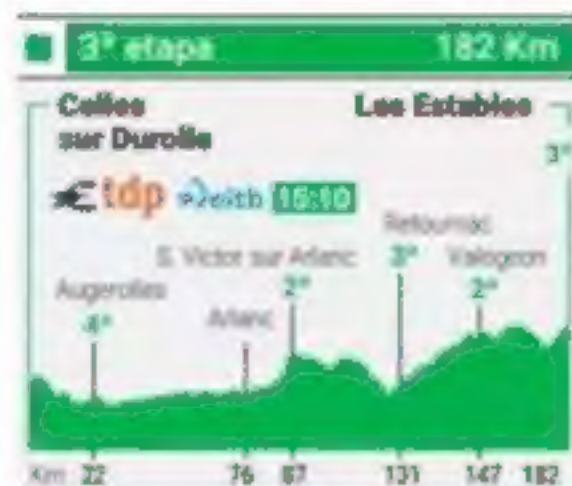 3ª etapa 182 Km
Celles Les Estables
sur Durolle
3ª
tdp 15:10
Retournac
S. Victor sur Arlanc 3ª Valogron
Augerolles 2ª 2ª
4ª Arlanc
Km 22 76 87 131 147 182